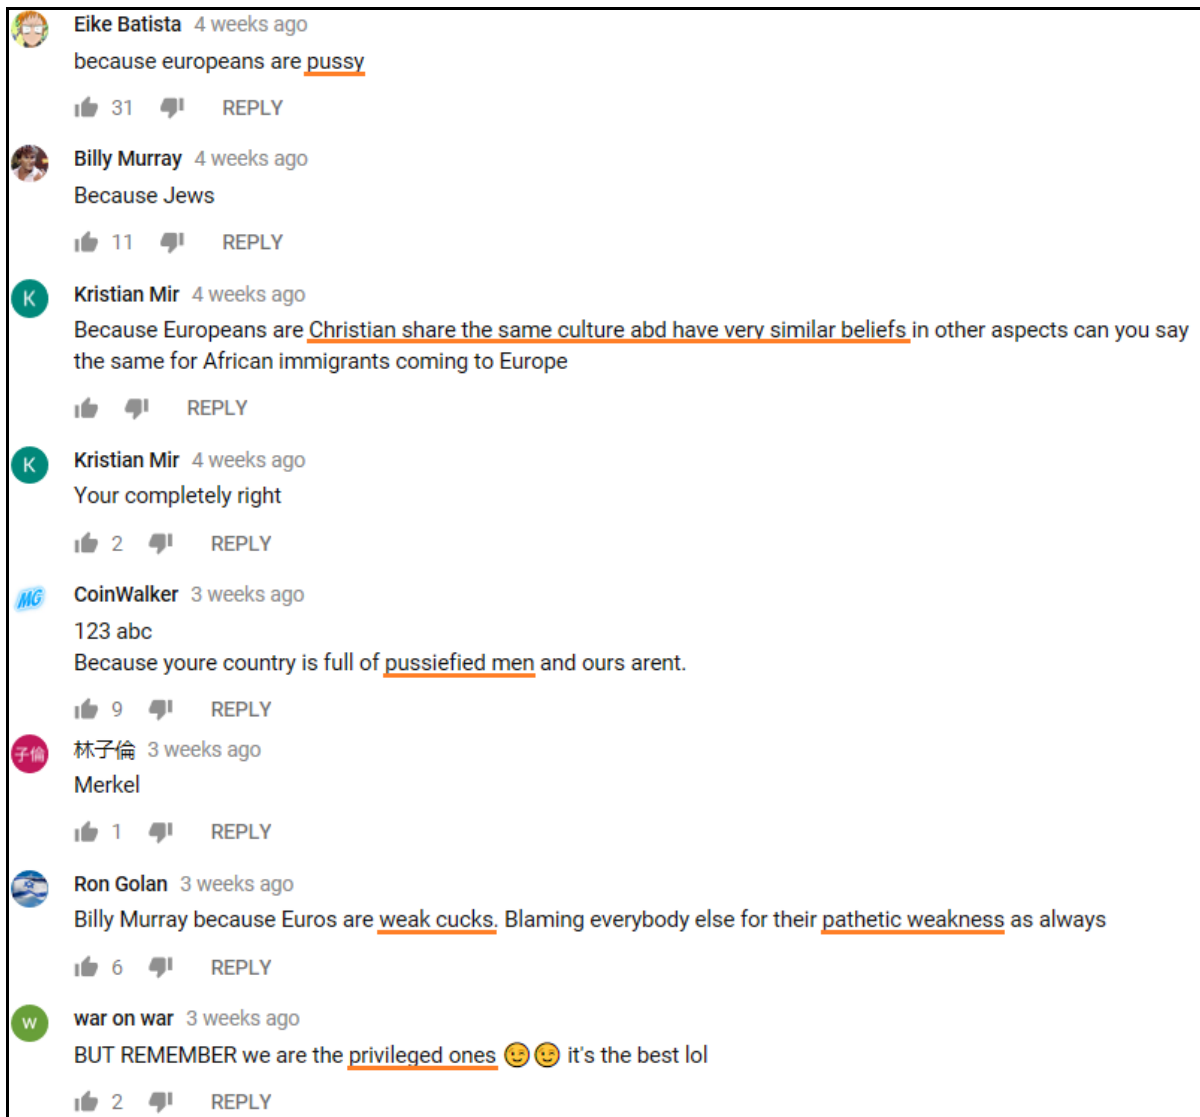 Eike Batista 4 weeks ago
because europeans are pussy
31 REPLY
Billy Murray 4 weeks ago
Because Jews
11 REPLY
K
Kristian Mir 4 weeks ago
Because Europeans are Christian share the same culture abd have very similar beliefs in other aspects can you say
the same for African immigrants coming to Europe
REPLY
K
Kristian Mir 4 weeks ago
Your completely right
2 REPLY
MG
CoinWalker 3 weeks ago
123 abc
Because youre country is full of pussiefied men and ours arent.
9 REPLY
子倫
林子倫 3 weeks ago
Merkel
1 REPLY
Ron Golan 3 weeks ago
Billy Murray because Euros are weak cucks. Blaming everybody else for their pathetic weakness as always
6 REPLY
W
war on war 3 weeks ago
BUT REMEMBER we are the privileged ones 😉😉 it's the best lol
2 REPLY